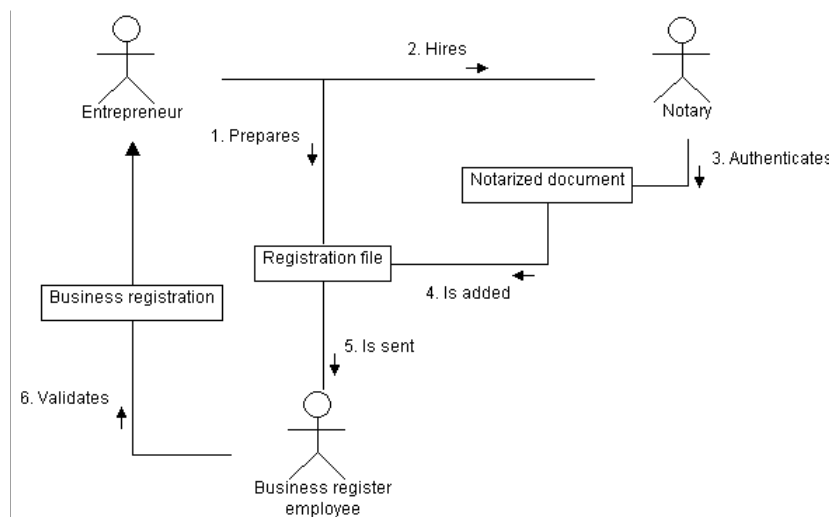 2. Hires
Entrepreneur
Notary
1. Prepares
3. Authenticates
Notarized document
Registration file
Business registration
4. Is added
5. Is sent
6. Validates
Business register
employee